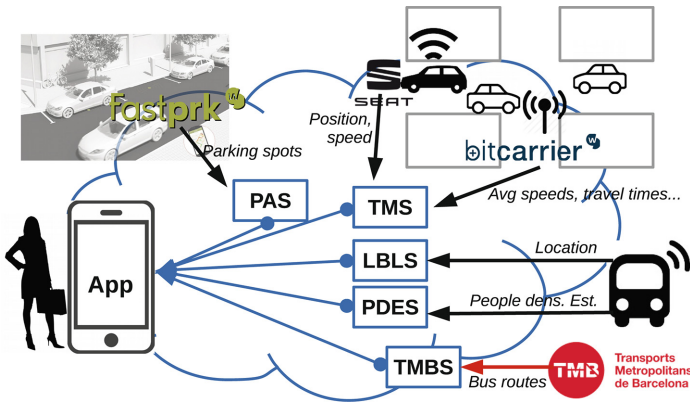 fastprk
w
SEAT
Position,
speed
bitcarrier
w
Parking spots
Avg speeds, travel times...
PAS
TMS
Location
App
LBLS
PDES
People dens. Est.
TMBS
Bus routes
TMB
Transports
Metropolitans
de Barcelona